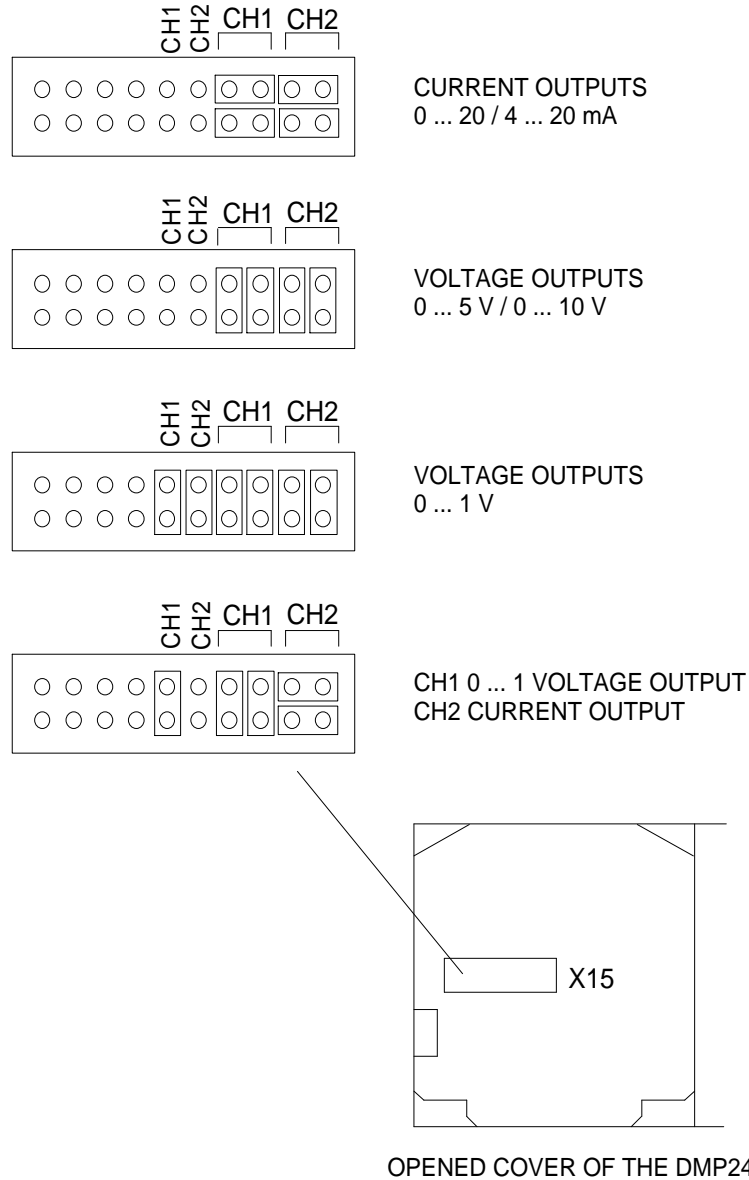 CH1 CH2 CH1 CH2
CURRENT OUTPUTS
0 ... 20 / 4 ... 20 mA
CH1 CH2 CH1 CH2
VOLTAGE OUTPUTS
0 ... 5 V / 0 ... 10 V
CH1 CH2 CH1 CH2
VOLTAGE OUTPUTS
0 ... 1 V
CH1 CH2 CH1 CH2
CH1 0 ... 1 VOLTAGE OUTPUT
CH2 CURRENT OUTPUT
X15
OPENED COVER OF THE DMP24